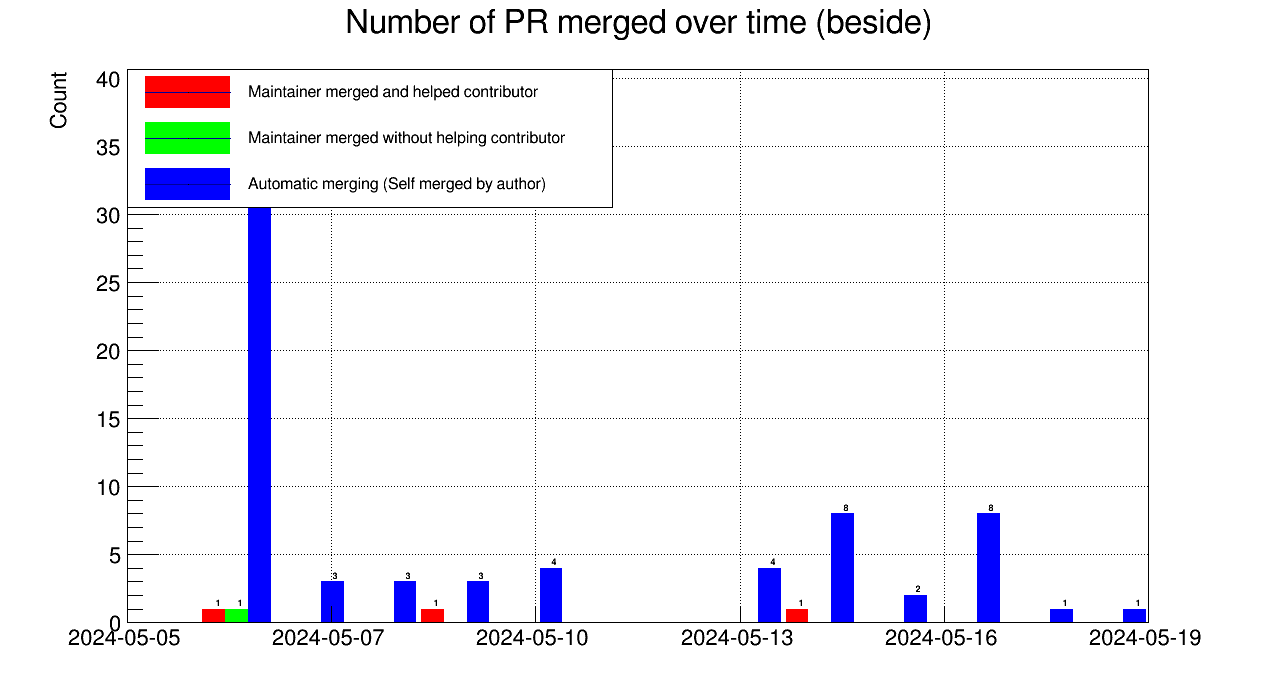 Number of PR merged over time (beside)
Count
40
35
30
25
20
15
10
5
0
Maintainer merged and helped contributor
Maintainer merged without helping contributor
Automatic merging (Self merged by author)
1 1 3 3 1 3 4 4 1 8 2 8 1 1
2024-05-05 2024-05-07 2024-05-10 2024-05-13 2024-05-16 2024-05-19